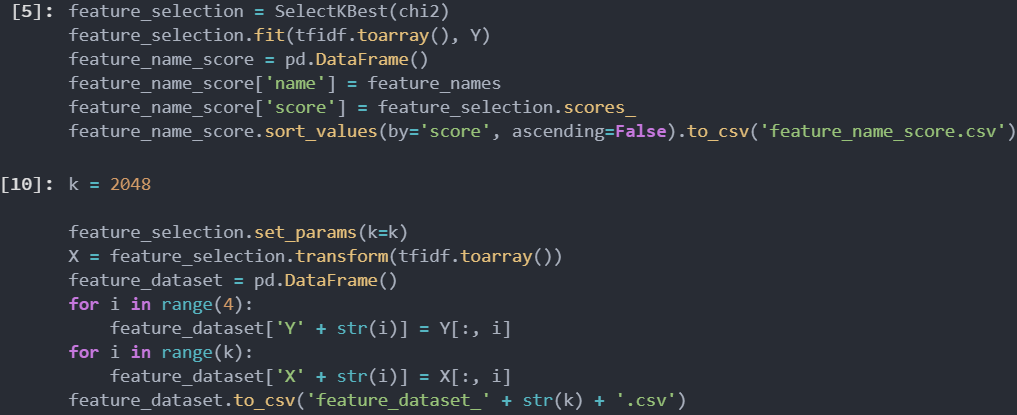 [5]: feature_selection = SelectKBest(chi2)
feature_selection.fit(tfidf.toarray(), Y)
feature_name_score = pd.DataFrame()
feature_name_score['name'] = feature_names
feature_name_score['score'] = feature_selection.scores_
feature_name_score.sort_values(by='score', ascending=False).to_csv('feature_name_score.csv')
[10]: k = 2048
feature_selection.set_params(k=k)
X = feature_selection.transform(tfidf.toarray())
feature_dataset = pd.DataFrame()
for i in range(4):
    feature_dataset['Y' + str(i)] = Y[:, i]
for i in range(k):
    feature_dataset['X' + str(i)] = X[:, i]
feature_dataset.to_csv('feature_dataset_' + str(k) + '.csv')